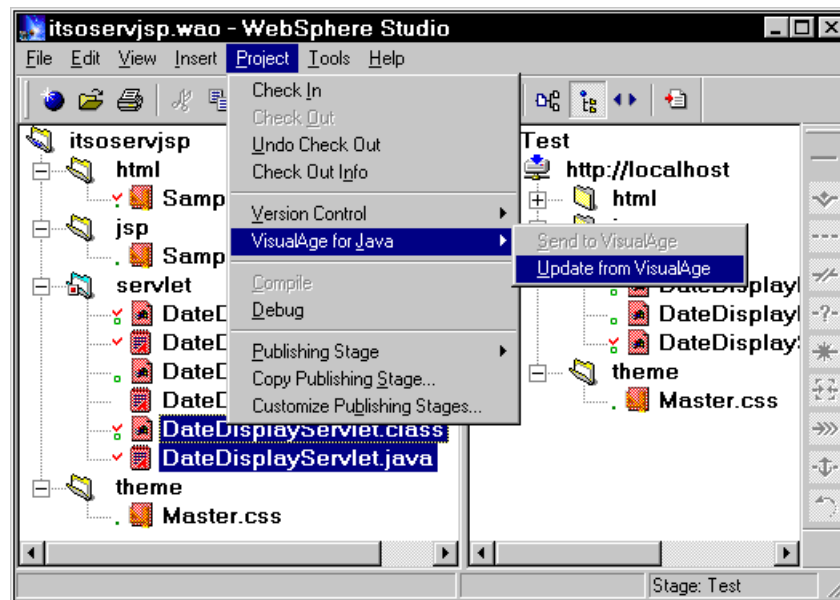 itsoservjsp.wao - WebSphere Studio
File Edit View Insert Project Tools Help
Check In
Check Out
Undo Check Out
Check Out Info
Version Control
VisualAge for Java
Compile
Debug
Publishing Stage
Copy Publishing Stage...
Customize Publishing Stages...
Send to VisualAge
Update from VisualAge
itsoservjsp
html
Samp
jsp
Samp
servlet
DateD
DateD
DateD
DateD
DateDisplayServlet.class
DateDisplayServlet.java
theme
Master.css
Test
http://localhost
html
DateDisplay
DateDisplay
DateDisplay
theme
Master.css
Stage: Test